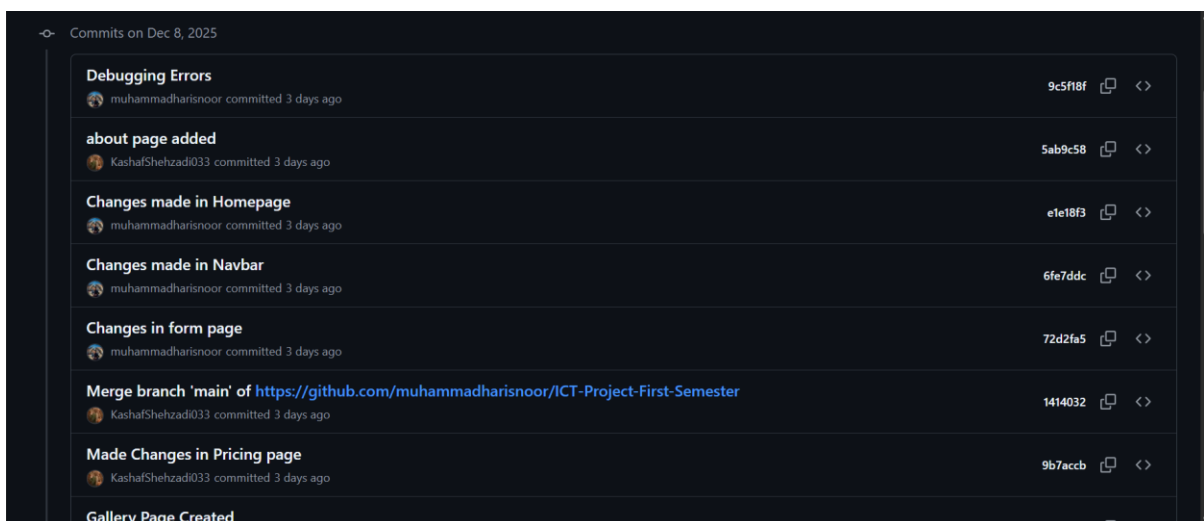 Commits on Dec 8, 2025
Debugging Errors
9c5f18f
muhammadharisnoor committed 3 days ago
about page added
5ab9c58
KashafShehzadi033 committed 3 days ago
Changes made in Homepage
e1e18f3
muhammadharisnoor committed 3 days ago
Changes made in Navbar
6fe7ddc
muhammadharisnoor committed 3 days ago
Changes in form page
72d2fa5
muhammadharisnoor committed 3 days ago
Merge branch 'main' of https://github.com/muhammadharisnoor/ICT-Project-First-Semester
1414032
KashafShehzadi033 committed 3 days ago
Made Changes in Pricing page
9b7accb
KashafShehzadi033 committed 3 days ago
Gallery Page Created